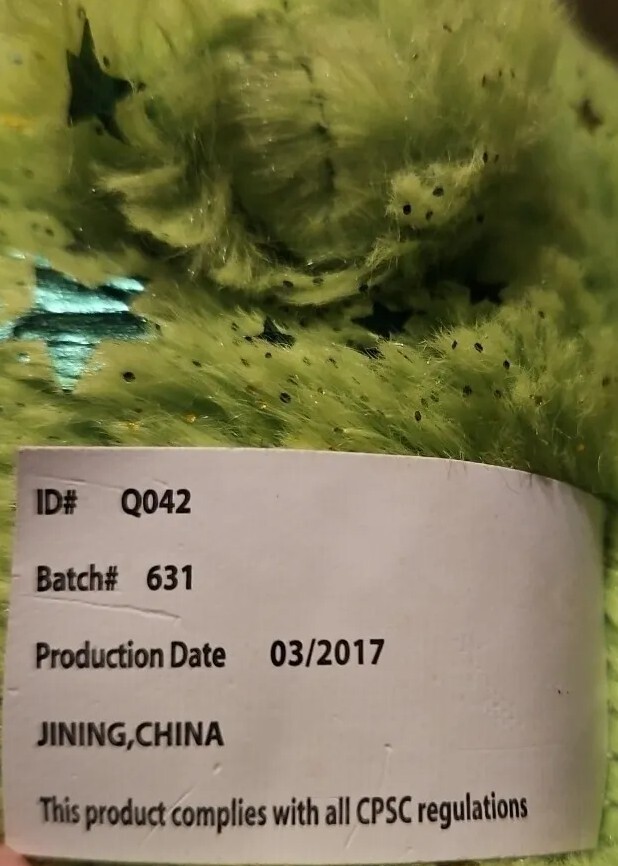 ID# Q042
Batch# 631
Production Date 03/2017
JINING,CHINA
This product complies with all CPSC regulations